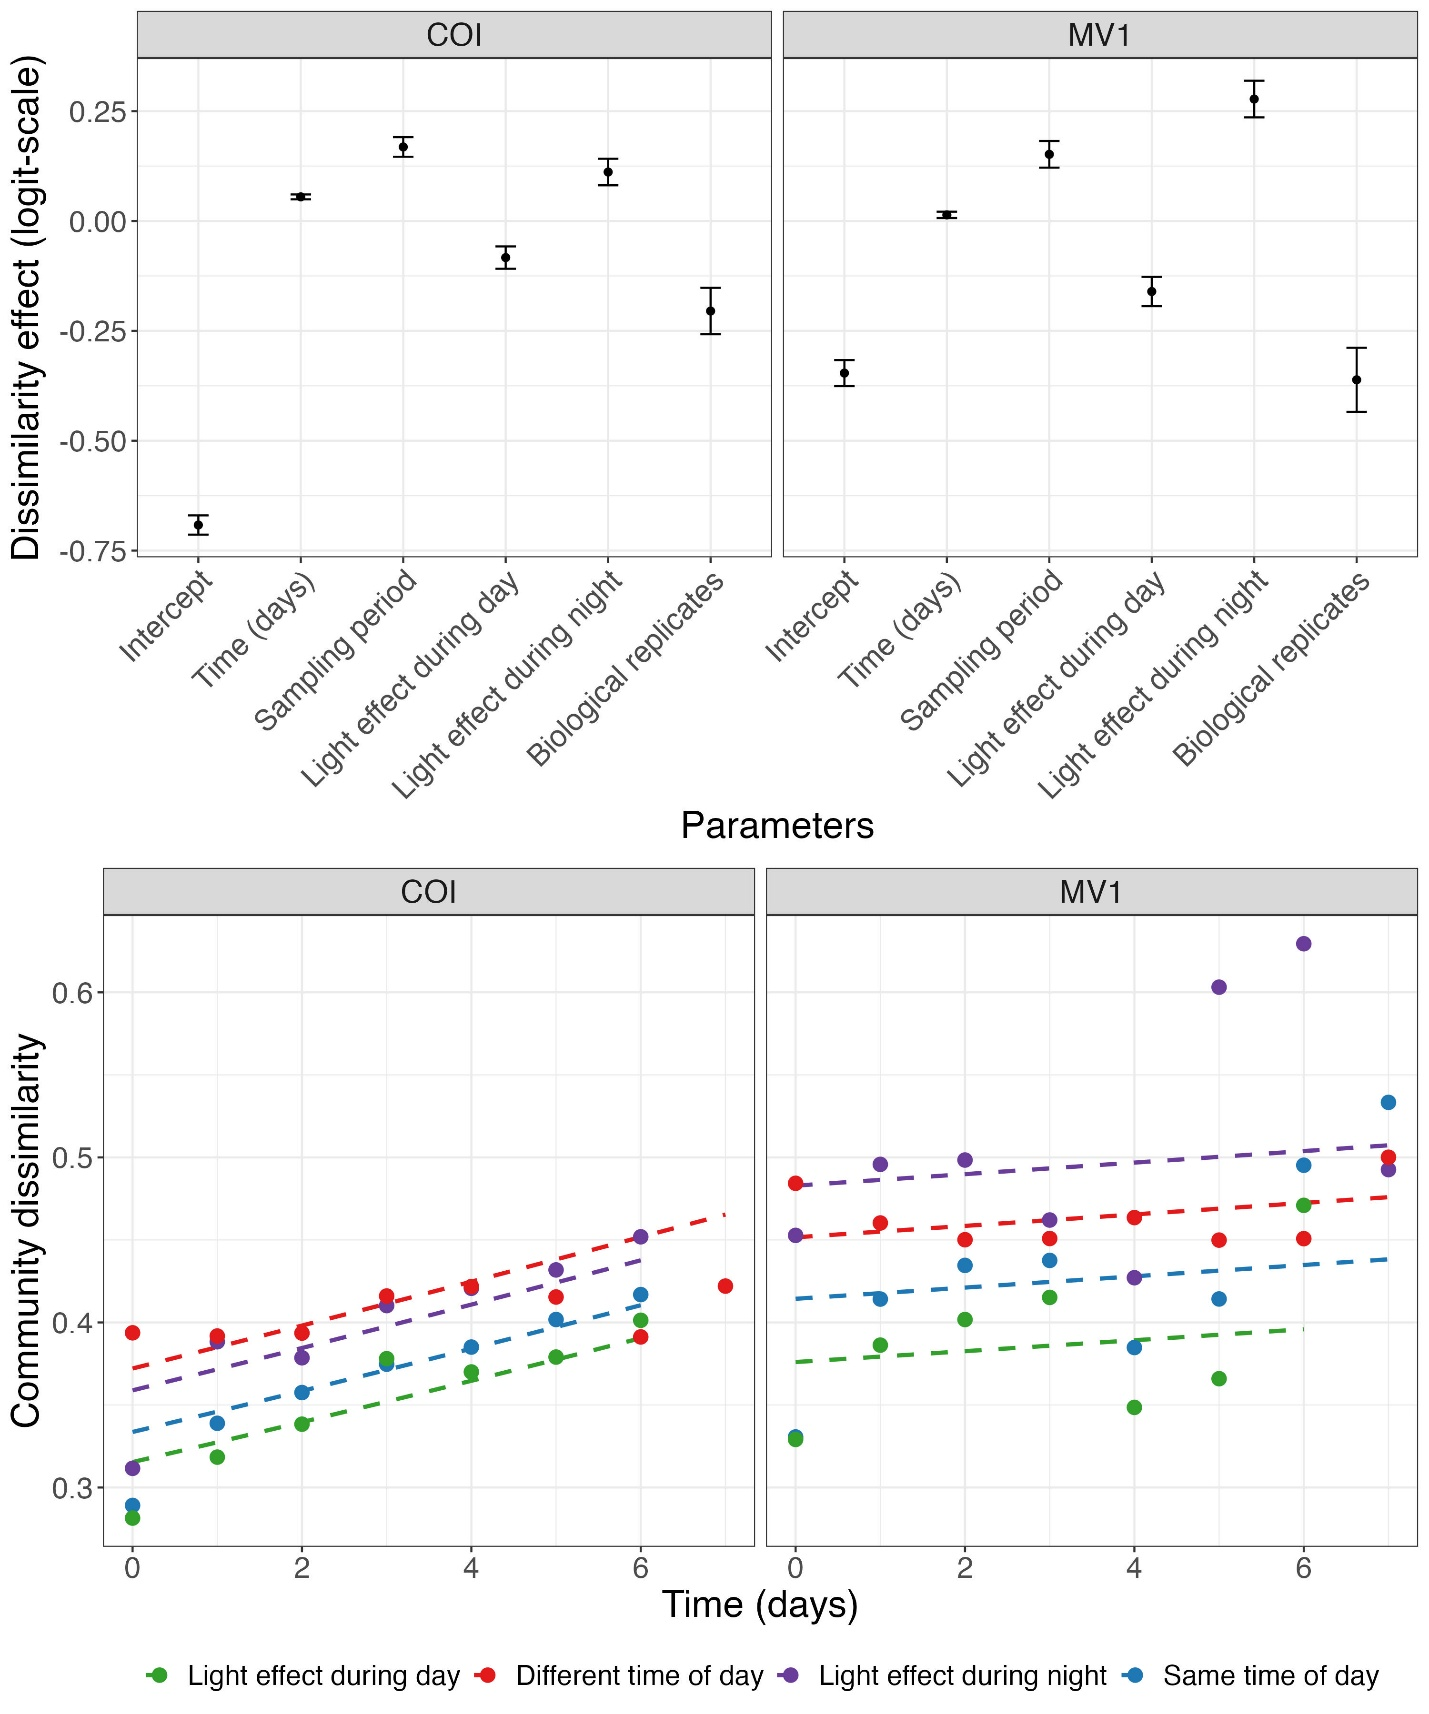 COI MV1
Dissimilarity effect (logit-scale)
0.25
0.00
-0.25
-0.50
-0.75
Intercept Time (days) Sampling period Light effect during day Light effect during night Biological replicates Intercept Time (days) Sampling period Light effect during day Light effect during night Biological replicates
Parameters
COI MV1
Community dissimilarity
0.6
0.5
0.4
0.3
0 2 4 6 0 2 4 6
Time (days)
Light effect during day Different time of day Light effect during night Same time of day